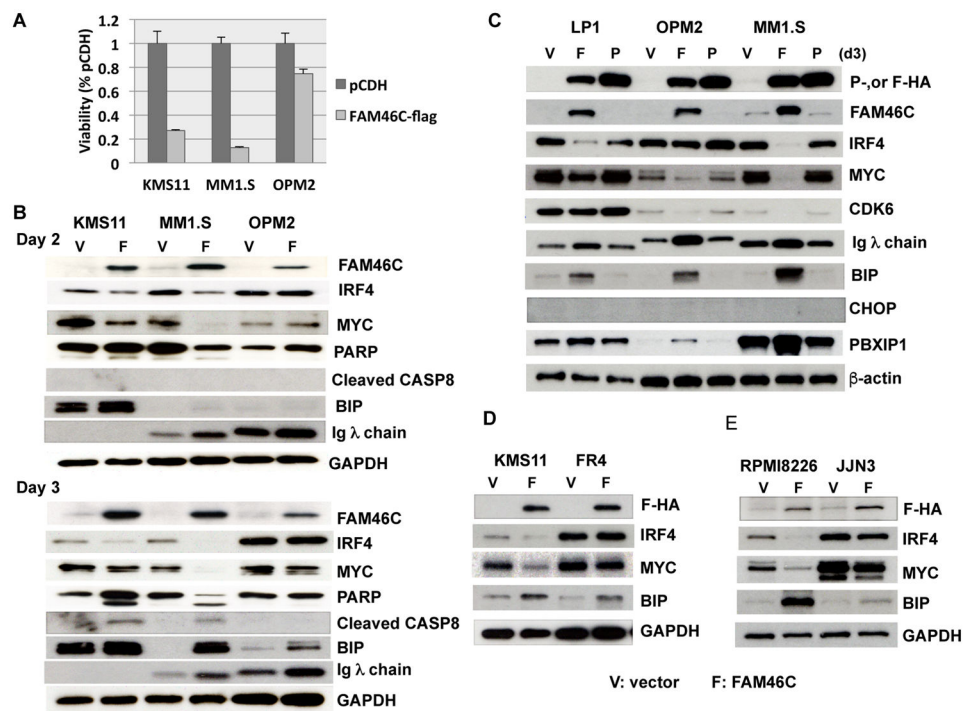 A
Viability (% pCDH)
1.2
1
0.8
0.6
0.4
0.2
0
KMS11 MM1.S OPM2
pCDH
FAM46C-flag
B
KMS11 MM1.S OPM2
Day 2
V F V F V F
FAM46C
IRF4
MYC
PARP
Cleaved CASP8
BIP
Ig λ chain
GAPDH
Day 3
FAM46C
IRF4
MYC
PARP
Cleaved CASP8
BIP
Ig λ chain
GAPDH
C
LP1 OPM2 MM1.S
V F P V F P V F P (d3)
P-,or F-HA
FAM46C
IRF4
MYC
CDK6
Ig λ chain
BIP
CHOP
PBXIP1
β-actin
D
KMS11 FR4
V F V F
F-HA
IRF4
MYC
BIP
GAPDH
E
RPMI8226 JJN3
V F V F
F-HA
IRF4
MYC
BIP
GAPDH
V: vector F: FAM46C